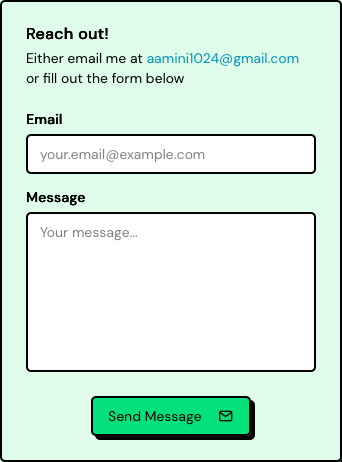 Reach out!
Either email me at aamini1024@gmail.com
or fill out the form below
Email
your.email@example.com
Message
Your message...
Send Message